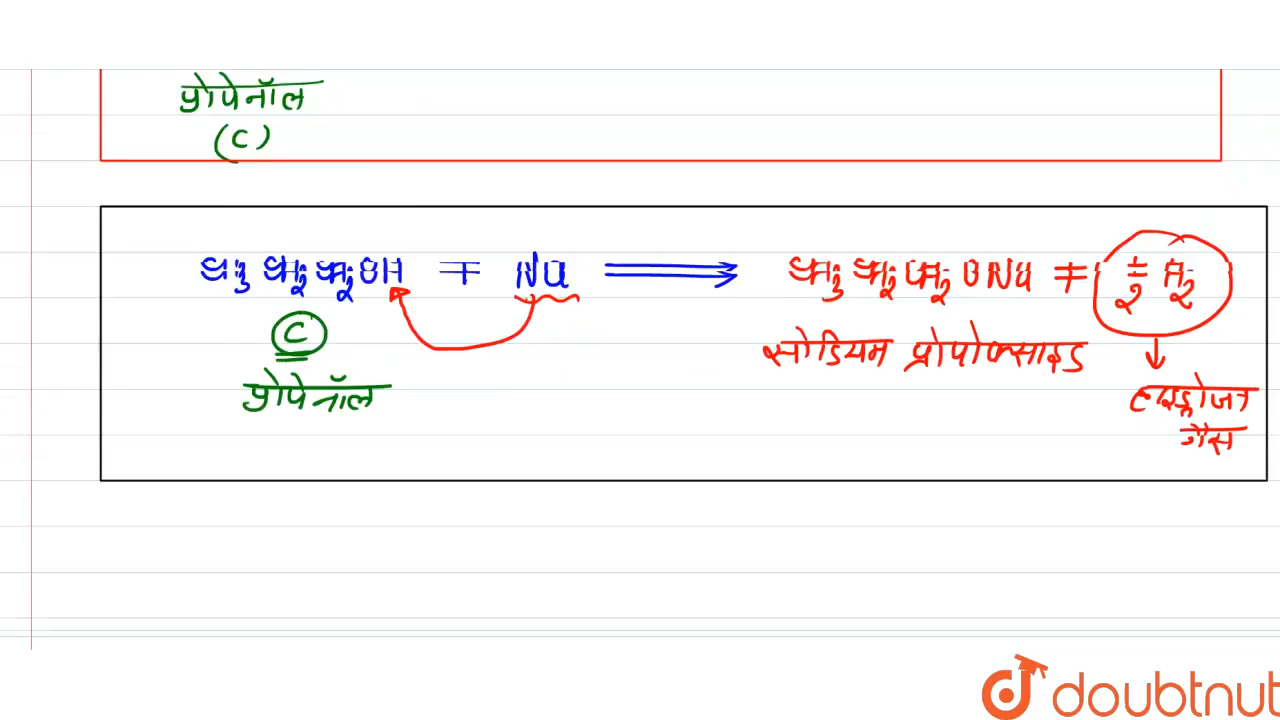 प्रोपेनॉल
(C)
CH3 CH2 CH2 OH + Na ⟹ CH3 CH2 CH2 ONa + 1/2 H2
C
सोडियम प्रोपोक्साइड ↓
प्रोपेनॉल
हाइड्रोजन
गैस
doubtnut